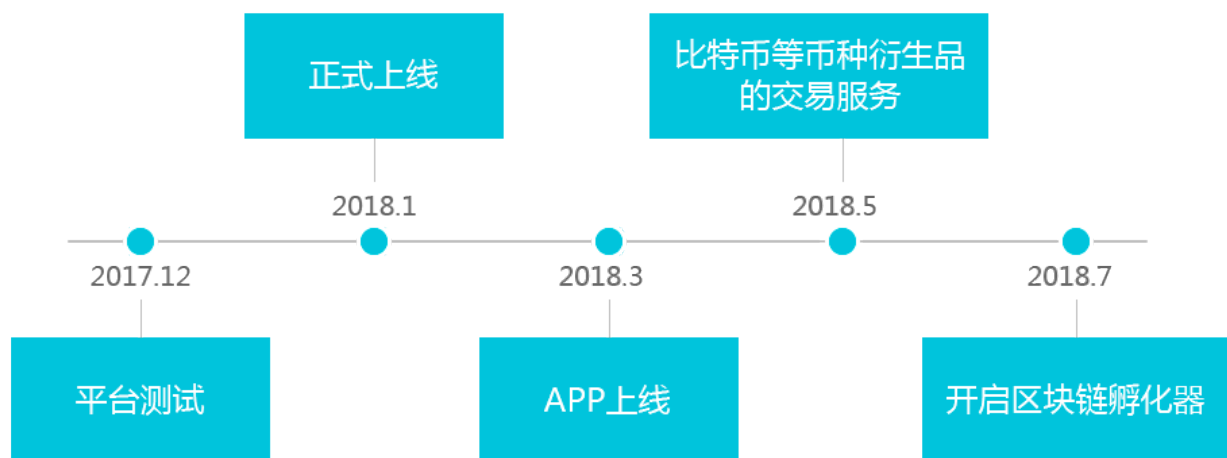 正式上线
比特币等币种衍生品
的交易服务
2018.1
2018.5
2017.12
2018.3
2018.7
平台测试
APP上线
开启区块链孵化器